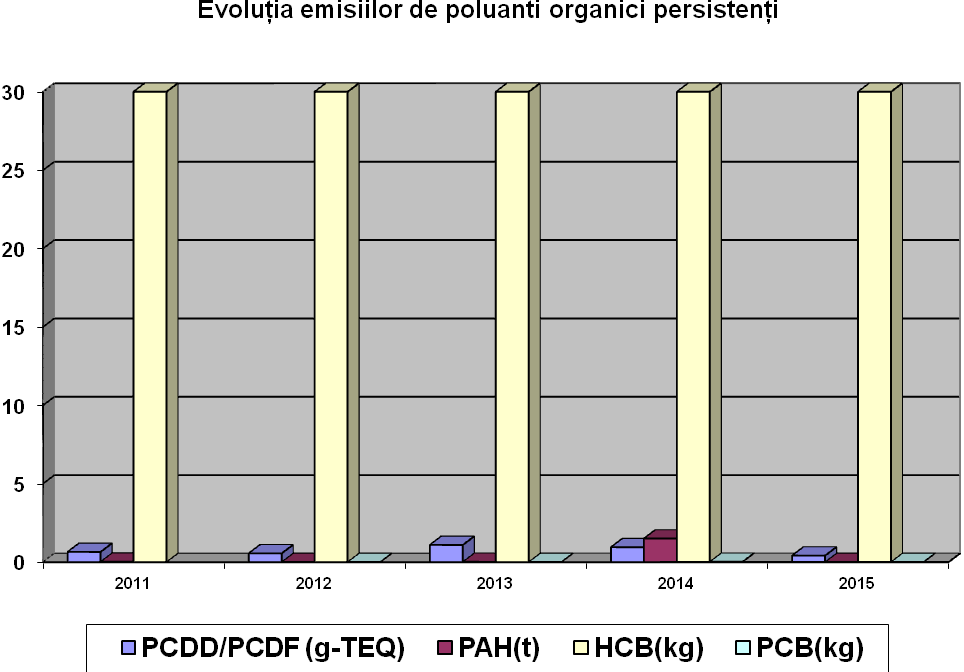 Evoluția emisiilor de poluanti organici persistenți
30
25
20
15
10
5
0
2011 2012 2013 2014 2015
PCDD/PCDF (g-TEQ) PAH(t) HCB(kg) PCB(kg)